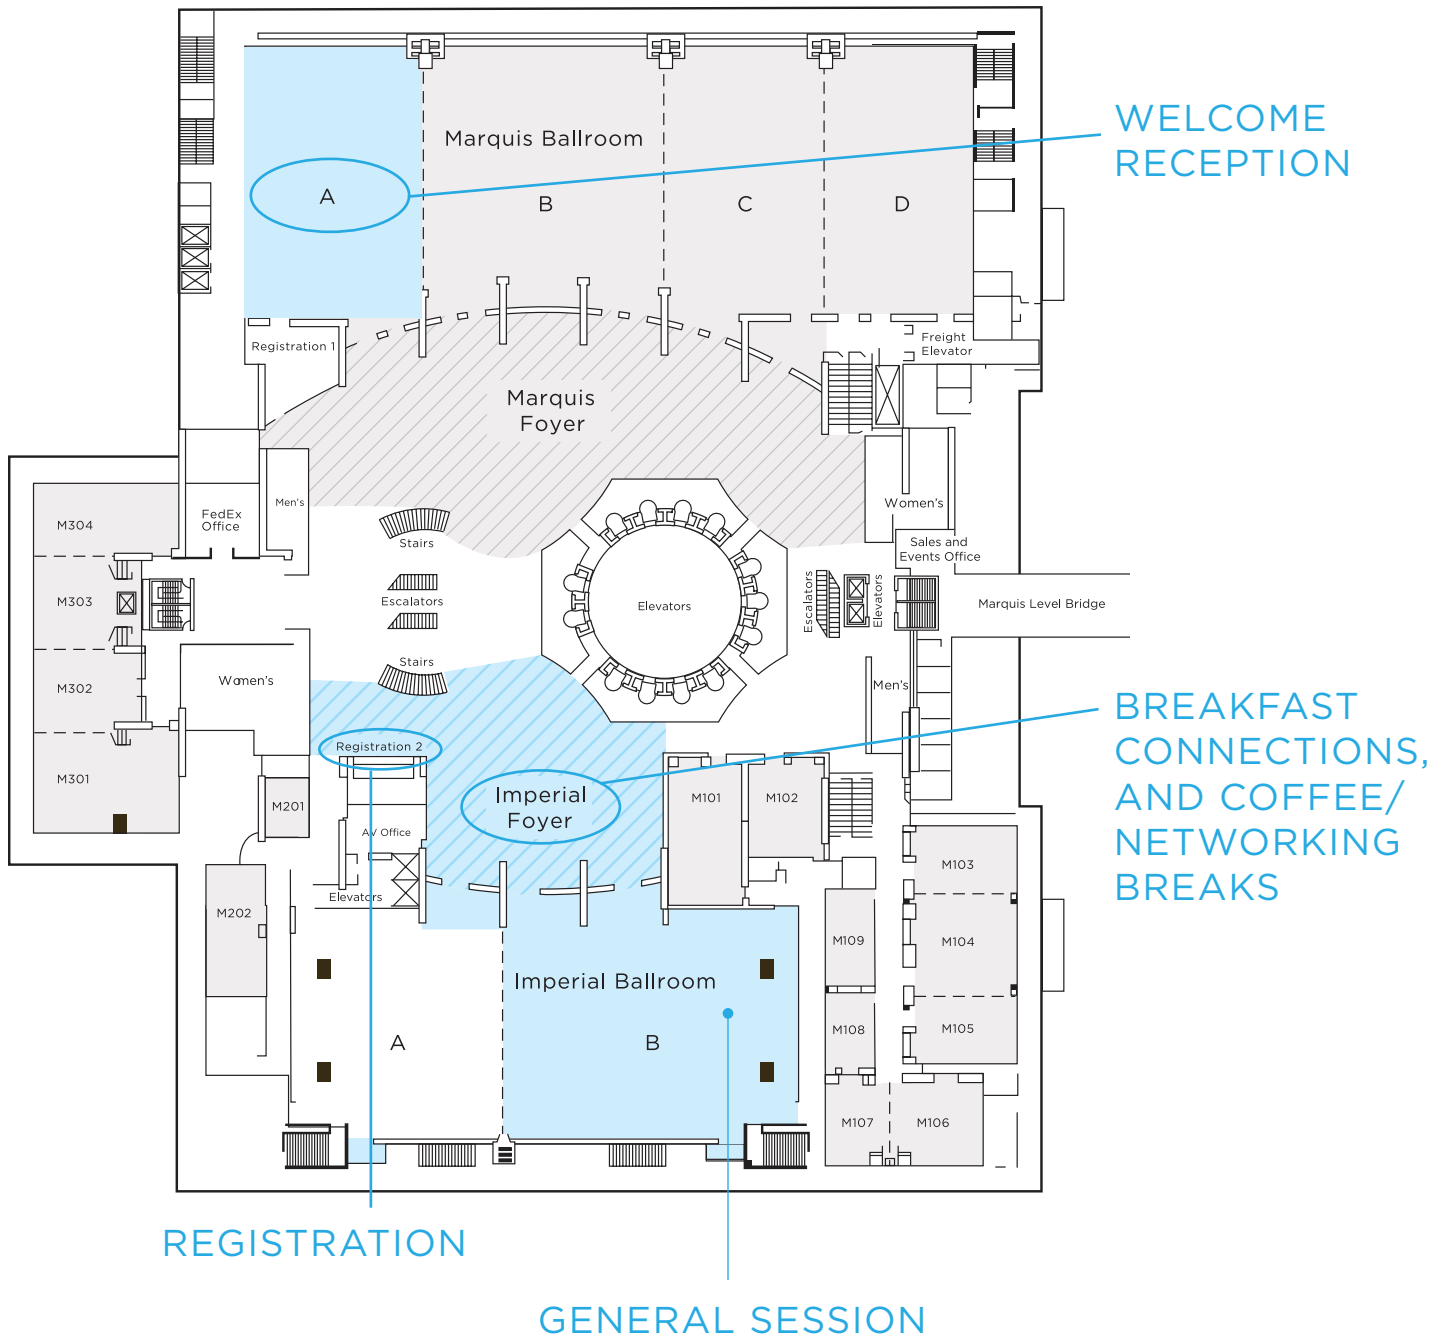 WELCOME
RECEPTION
Marquis Ballroom
A
B
C
D
Registration 1
Freight
Elevator
Marquis
Foyer
M304
FedEx
Office
Men's
Women's
Stairs
Sales and
Events Office
M303
Escalators
Elevators
Escalators
Elevators
Marquis Level Bridge
Stairs
M302
Women's
Men's
BREAKFAST
CONNECTIONS,
AND COFFEE/
NETWORKING
BREAKS
Registration 2
M301
M201
Imperial
Foyer
M101
M102
AV Office
M103
Elevators
M202
M109
M104
Imperial Ballroom
A
B
M108
M105
M107
M106
REGISTRATION
GENERAL SESSION